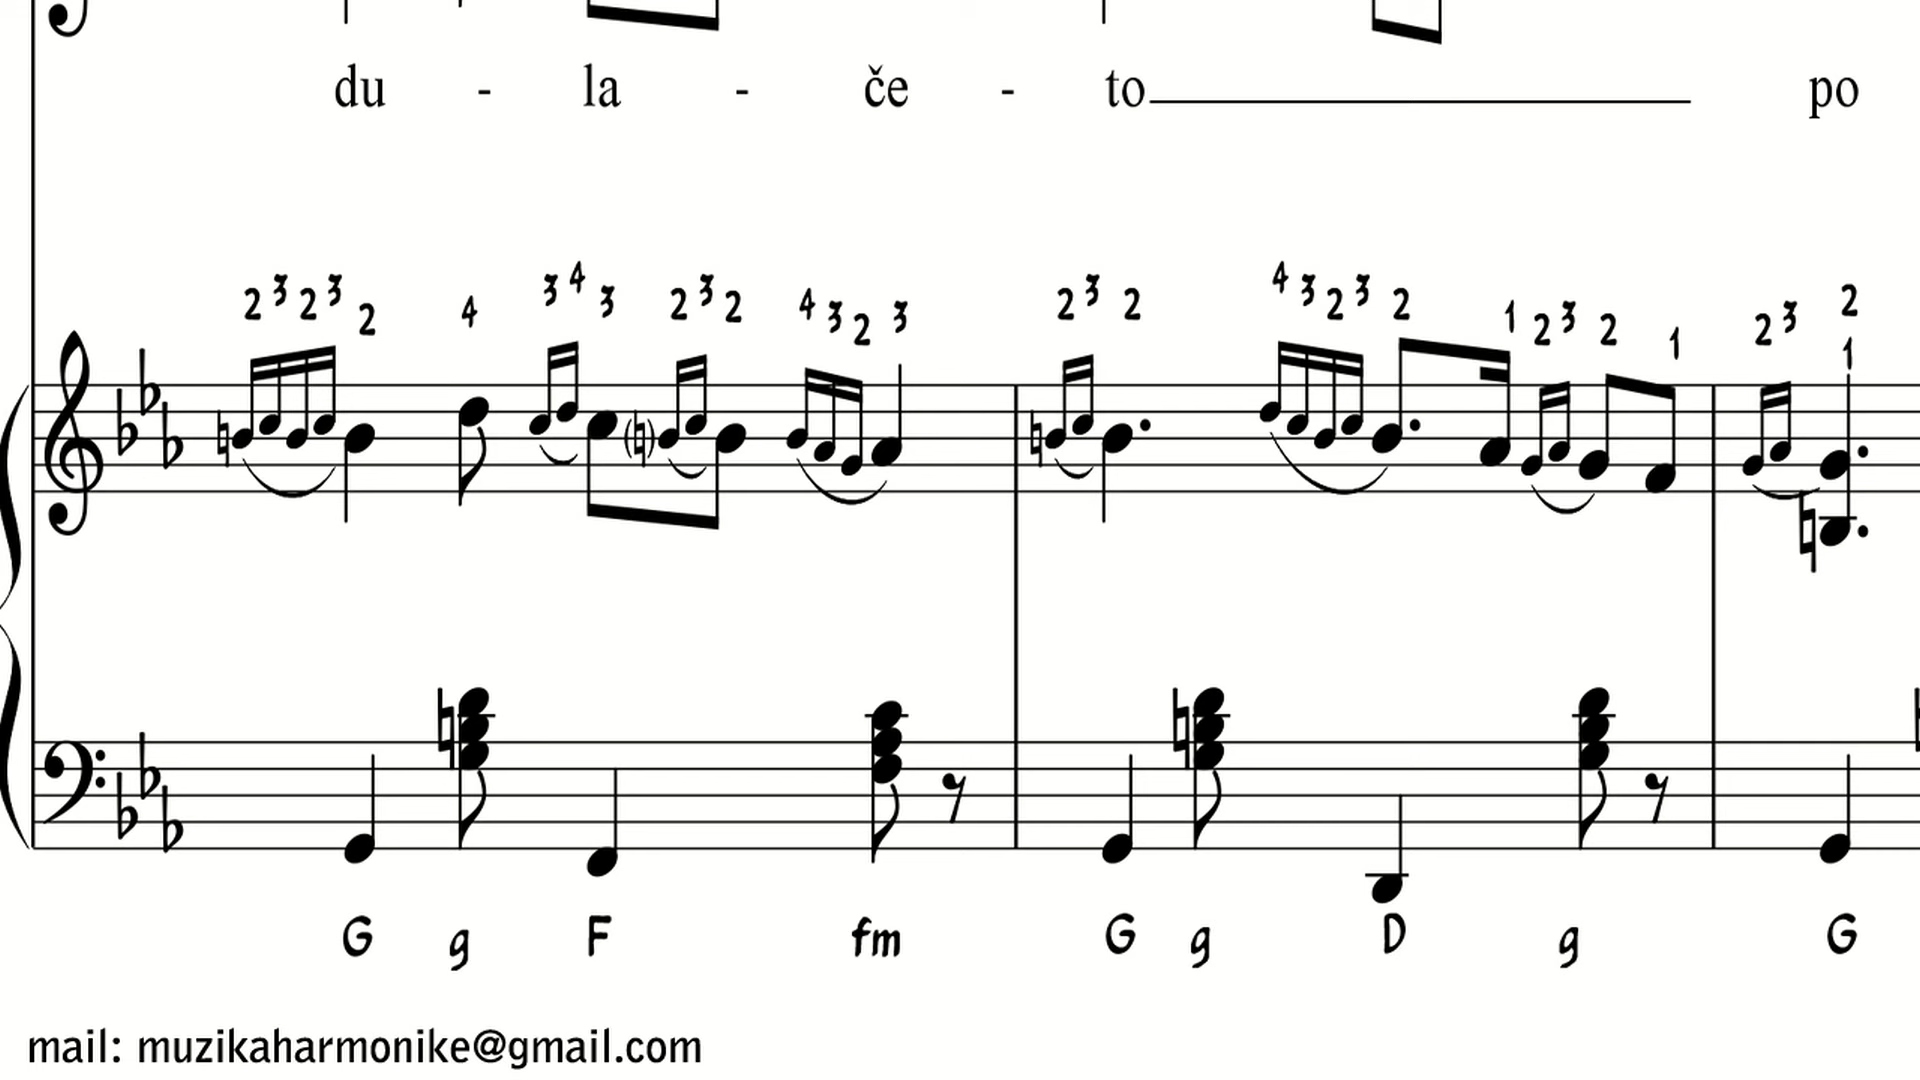 du - la - če - to po
2 3 2 3 2 4 3 4 3 2 3 2 4 3 2 3 2 3 2 4 3 2 3 2 1 2 3 2 1 2 3 2
1
G g F fm G g D g G
mail: muzikaharmonike@gmail.com